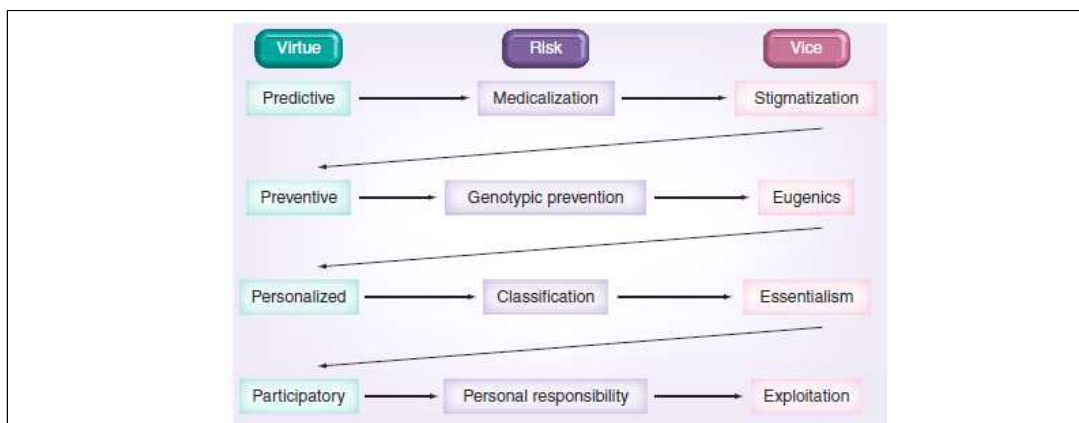 Virtue Risk Vice
Predictive Medicalization Stigmatization
Preventive Genotypic prevention Eugenics
Personalized Classification Essentialism
Participatory Personal responsibility Exploitation